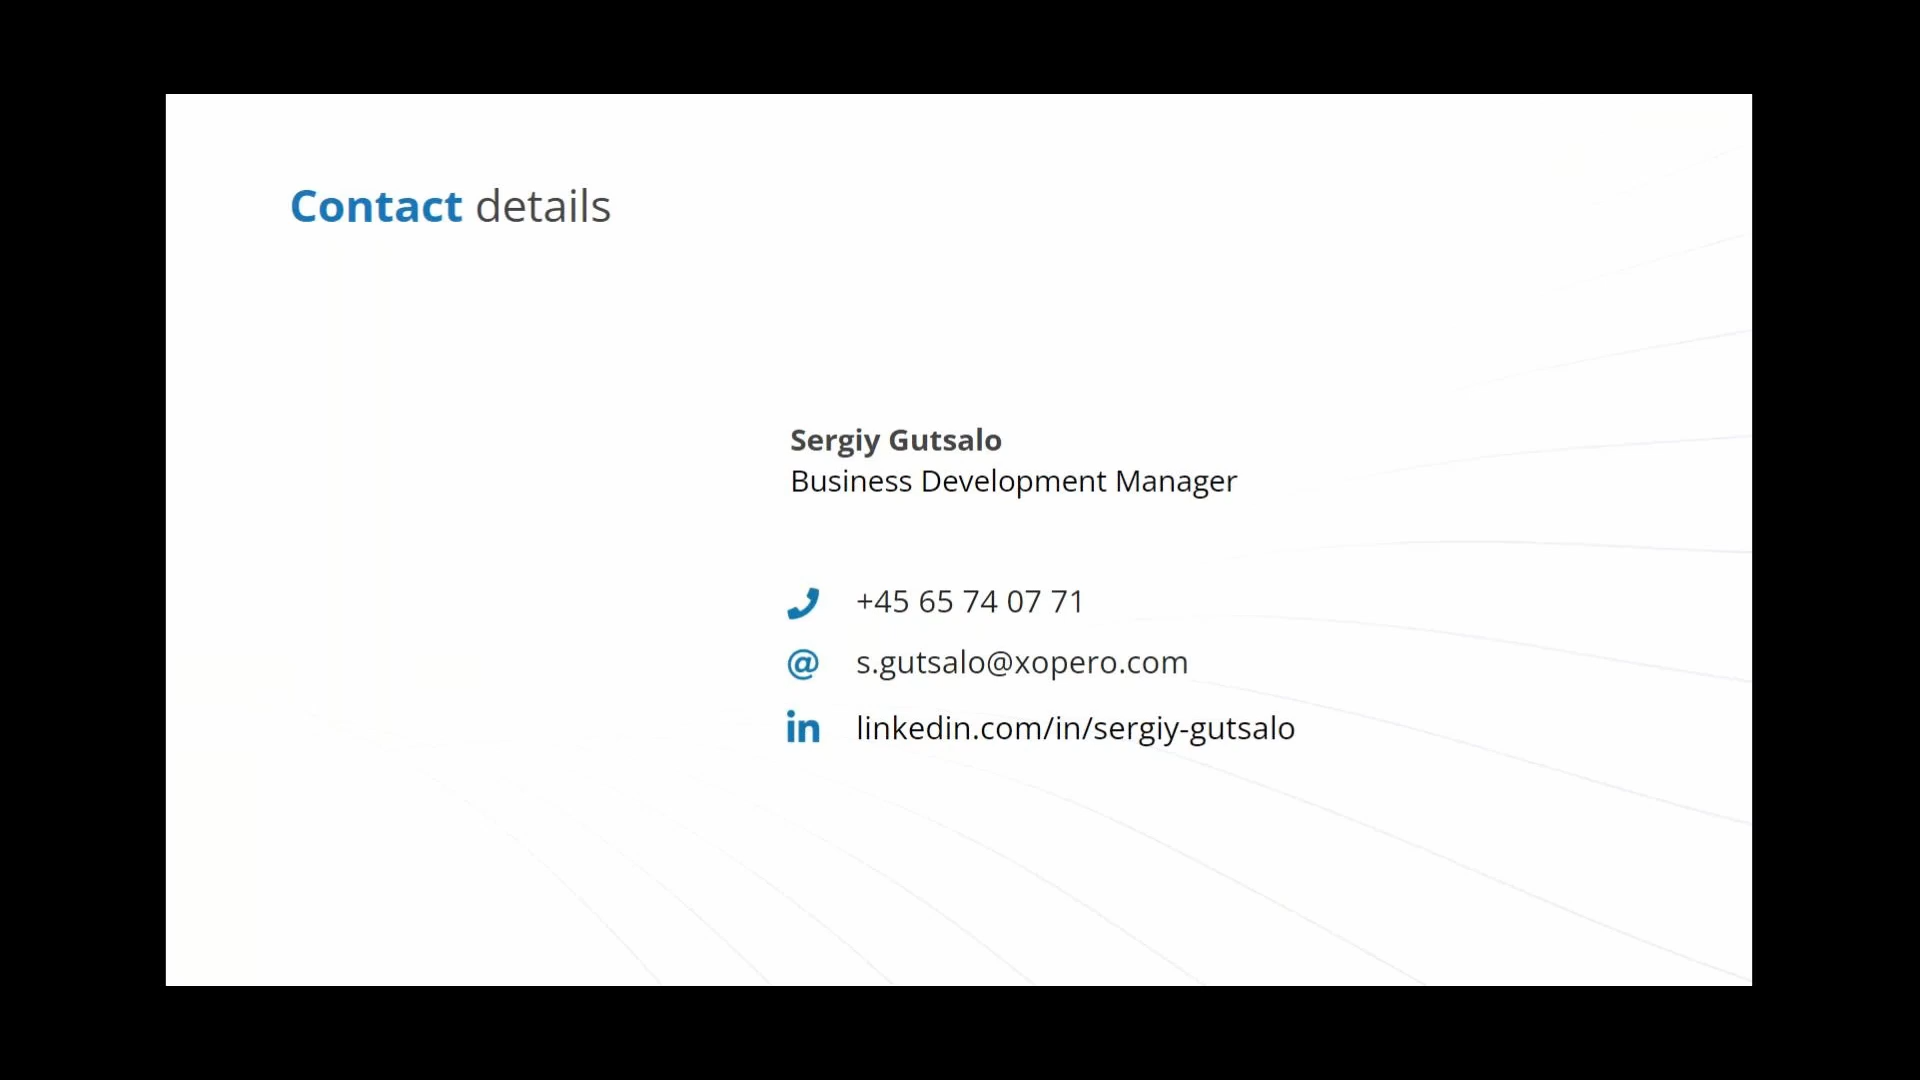 Contact details
Sergiy Gutsalo
Business Development Manager
+45 65 74 07 71
@ s.gutsalo@xopero.com
in linkedin.com/in/sergiy-gutsalo